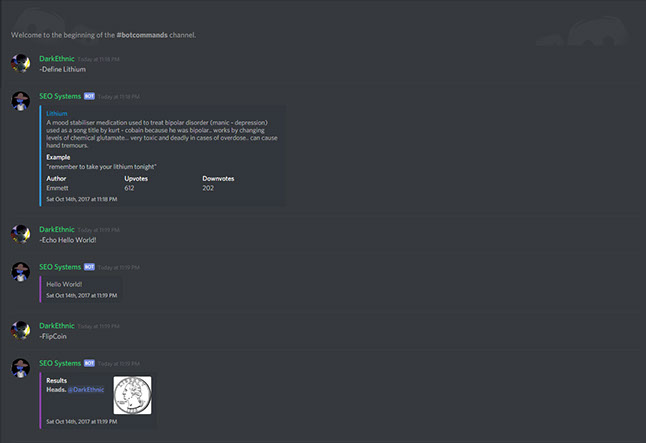 Welcome to the beginning of the #botcommands channel.
DarkEthnic Today at 11:18 PM
~Define Lithium
SEO Systems BOT Today at 11:18 PM
Lithium
A mood stabiliser medication used to treat bipolar disorder (manic - depression)
used as a song title by kurt - cobain because he was bipolar.. works by changing
levels of chemical glutamate... very toxic and deadly in cases of overdose.. can cause
hand tremours.
Example
"remember to take your lithium tonight"
Author Upvotes Downvotes
Emmett 612 202
Sat Oct 14th, 2017 at 11:18 PM
DarkEthnic Today at 11:19 PM
~Echo Hello World!
SEO Systems BOT Today at 11:19 PM
Hello World!
Sat Oct 14th, 2017 at 11:19 PM
DarkEthnic Today at 11:19 PM
~FlipCoin
SEO Systems BOT Today at 11:19 PM
Results
Heads. @DarkEthnic
Sat Oct 14th, 2017 at 11:19 PM